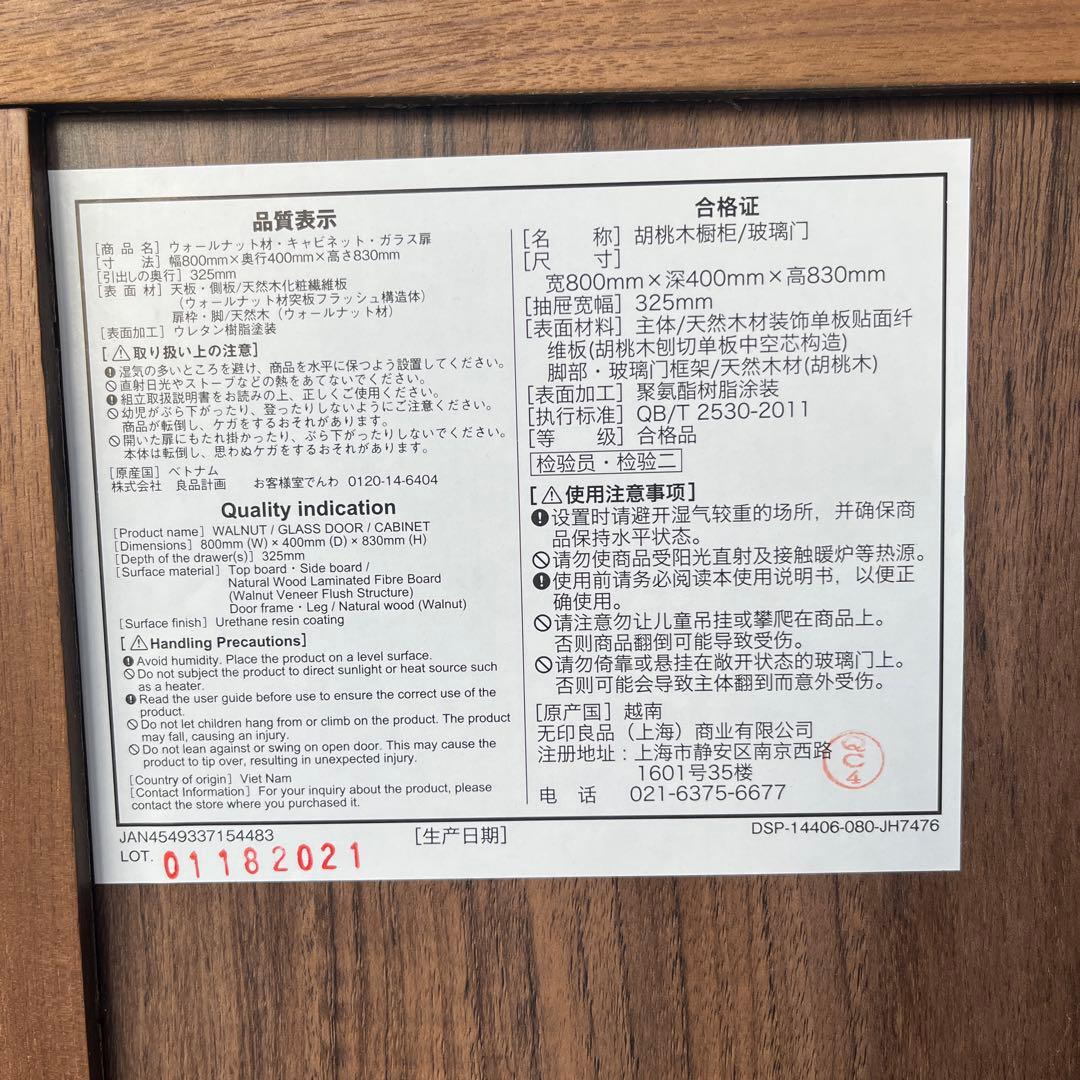 品質表示
[商 品 名] ウォールナット材・キャビネット・ガラス扉
[寸 法] 幅800mm×奥行400mm×高さ830mm
[引出しの奥行] 325mm
[表 面 材] 天板・側板/天然木化粧繊維板
(ウォールナット材突板フラッシュ構造体)
扉枠・脚/天然木(ウォールナット材)
[表面加工] ウレタン樹脂塗装
[⚠取り扱い上の注意]
湿気の多いところを避け、商品を水平に保つよう設置してください。
直射日光やストーブなどの熱をあてないでください。
組立取扱説明書をお読みの上、正しくご使用ください。
幼児がぶら下がったり、登ったりしないようにご注意ください。
商品が転倒し、ケガをするおそれがあります。
開いた扉にもたれ掛かったり、ぶら下がったりしないでください。
本体は転倒し、思わぬケガをするおそれがあります。
[原産国] ベトナム
株式会社 良品計画 お客様室でんわ 0120-14-6404
Quality indication
[Product name] WALNUT / GLASS DOOR / CABINET
[Dimensions] 800mm (W) × 400mm (D) × 830mm (H)
[Depth of the drawer(s)] 325mm
[Surface material] Top board・Side board /
Natural Wood Laminated Fibre Board
(Walnut Veneer Flush Structure)
Door frame・Leg / Natural wood (Walnut)
[Surface finish] Urethane resin coating
[⚠Handling Precautions]
Avoid humidity. Place the product on a level surface.
Do not subject the product to direct sunlight or heat source such
as a heater.
Read the user guide before use to ensure the correct use of the
product.
Do not let children hang from or climb on the product. The product
may fall, causing an injury.
Do not lean against or swing on open door. This may cause the
product to tip over, resulting in unexpected injury.
[Country of origin] Viet Nam
[Contact Information] For your inquiry about the product, please
contact the store where you purchased it.
合格证
[名 称] 胡桃木橱柜/玻璃门
[尺 寸]
宽800mm×深400mm×高830mm
[抽屉宽幅] 325mm
[表面材料] 主体/天然木材装饰单板贴面纤
维板(胡桃木刨切单板中空芯构造)
脚部・玻璃门框架/天然木材(胡桃木)
[表面加工] 聚氨酯树脂涂装
[执行标准] QB/T 2530-2011
[等 级] 合格品
检验员・检验二
[⚠使用注意事项]
设置时请避开湿气较重的场所，并确保商
品保持水平状态。
请勿使商品受阳光直射及接触暖炉等热源。
使用前请务必阅读本使用说明书，以便正
确使用。
请注意勿让儿童吊挂或攀爬在商品上。
否则商品翻倒可能导致受伤。
请勿倚靠或悬挂在敞开状态的玻璃门上。
否则可能会导致主体翻到而意外受伤。
[原产国] 越南
无印良品（上海）商业有限公司
注册地址：上海市静安区南京西路
1601号35楼
电 话 021-6375-6677
JAN4549337154483
[生产日期]
DSP-14406-080-JH7476
LOT. 01182021